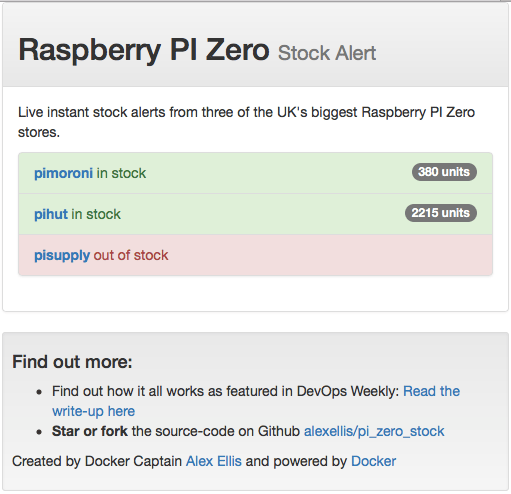 Raspberry PI Zero Stock Alert
Live instant stock alerts from three of the UK's biggest Raspberry PI Zero
stores.
pimoroni in stock 380 units
pihut in stock 2215 units
pisupply out of stock
Find out more:
• Find out how it all works as featured in DevOps Weekly: Read the
write-up here
• Star or fork the source-code on Github alexellis/pi_zero_stock
Created by Docker Captain Alex Ellis and powered by Docker